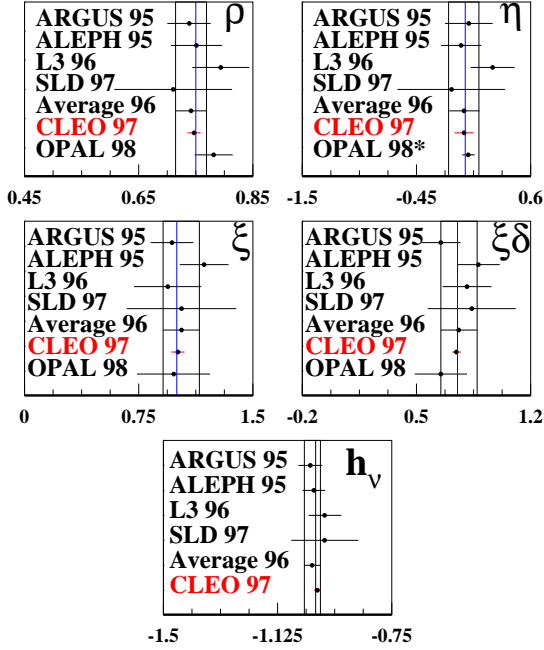 ρ
ARGUS 95
ALEPH 95
L3 96
SLD 97
Average 96
CLEO 97
OPAL 98
0.45 0.65 0.85
η
ARGUS 95
ALEPH 95
L3 96
SLD 97
Average 96
CLEO 97
OPAL 98*
-1.5 -0.45 0.6
ξ
ARGUS 95
ALEPH 95
L3 96
SLD 97
Average 96
CLEO 97
OPAL 98
0 0.75 1.5
ξδ
ARGUS 95
ALEPH 95
L3 96
SLD 97
Average 96
CLEO 97
OPAL 98
-0.2 0.5 1.2
hν
ARGUS 95
ALEPH 95
L3 96
SLD 97
Average 96
CLEO 97
-1.5 -1.125 -0.75